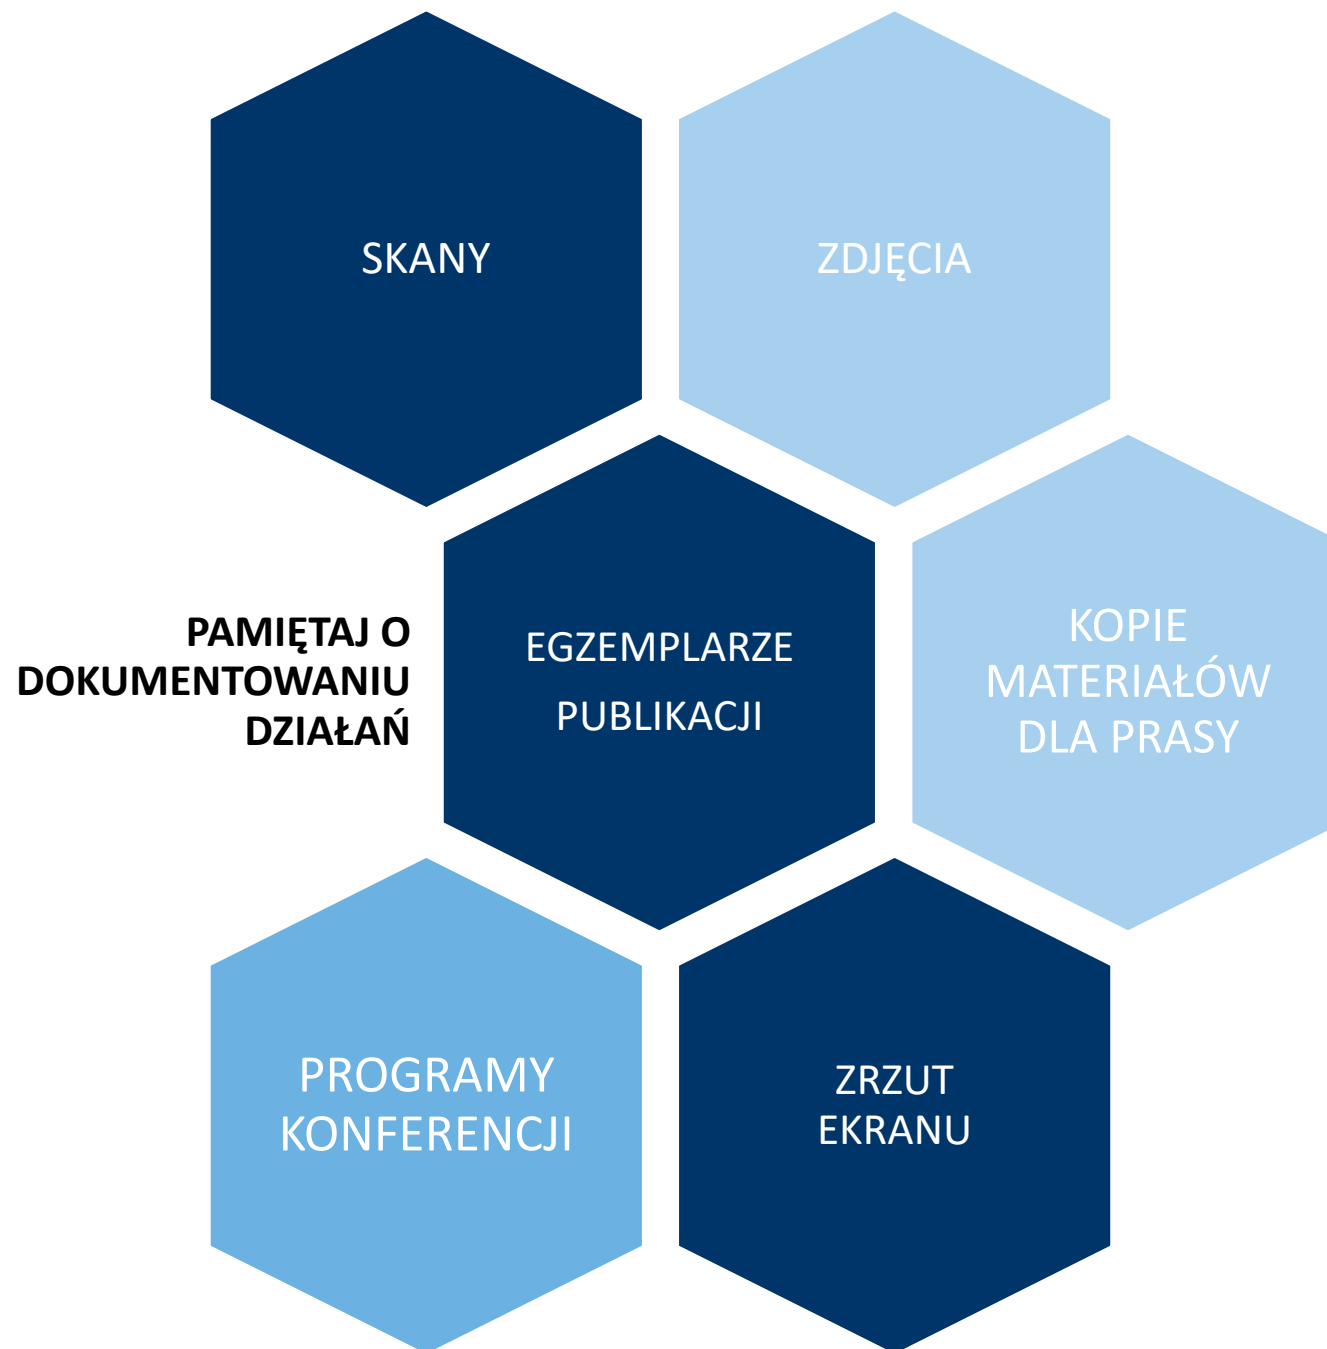 SKANY
ZDJĘCIA
PAMIĘTAJ O
DOKUMENTOWANIU
DZIAŁAŃ
EGZEMPLARZE
PUBLIKACJI
KOPIE
MATERIAŁÓW
DLA PRASY
PROGRAMY
KONFERENCJI
ZRZUT
EKRANU